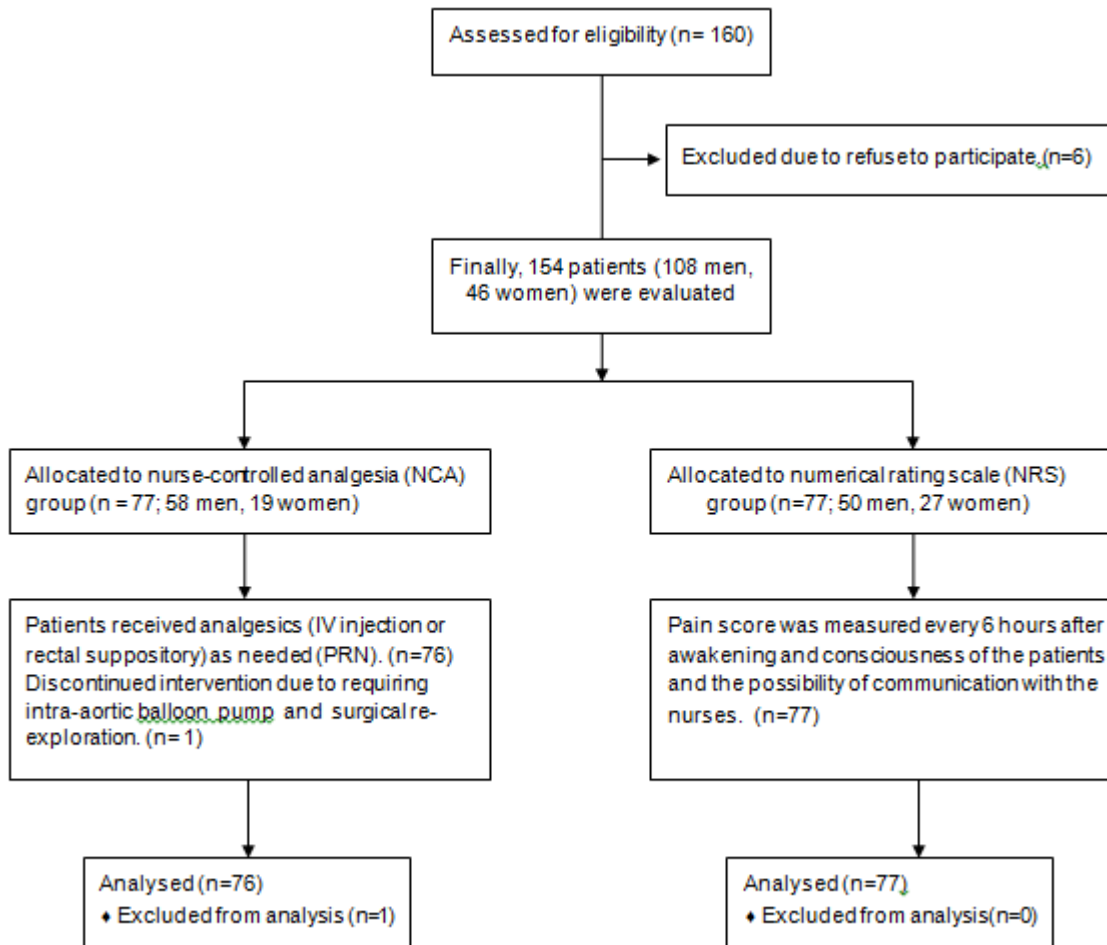 Assessed for eligibility (n= 160)
Excluded due to refuse to participate, (n=6)
Finally, 154 patients (108 men,
46 women) were evaluated
Allocated to nurse-controlled analgesia (NCA)
group (n = 77; 58 men, 19 women)
Allocated to numerical rating scale (NRS)
group (n=77; 50 men, 27 women)
Patients received analgesics (IV injection or
rectal suppository) as needed (PRN). (n=76)
Discontinued intervention due to requiring
intra-aortic balloon pump and surgical re-
exploration. (n= 1)
Pain score was measured every 6 hours after
awakening and consciousness of the patients
and the possibility of communication with the
nurses. (n=77)
Analysed (n=76)
♦ Excluded from analysis (n=1)
Analysed (n=77)
♦ Excluded from analysis(n=0)